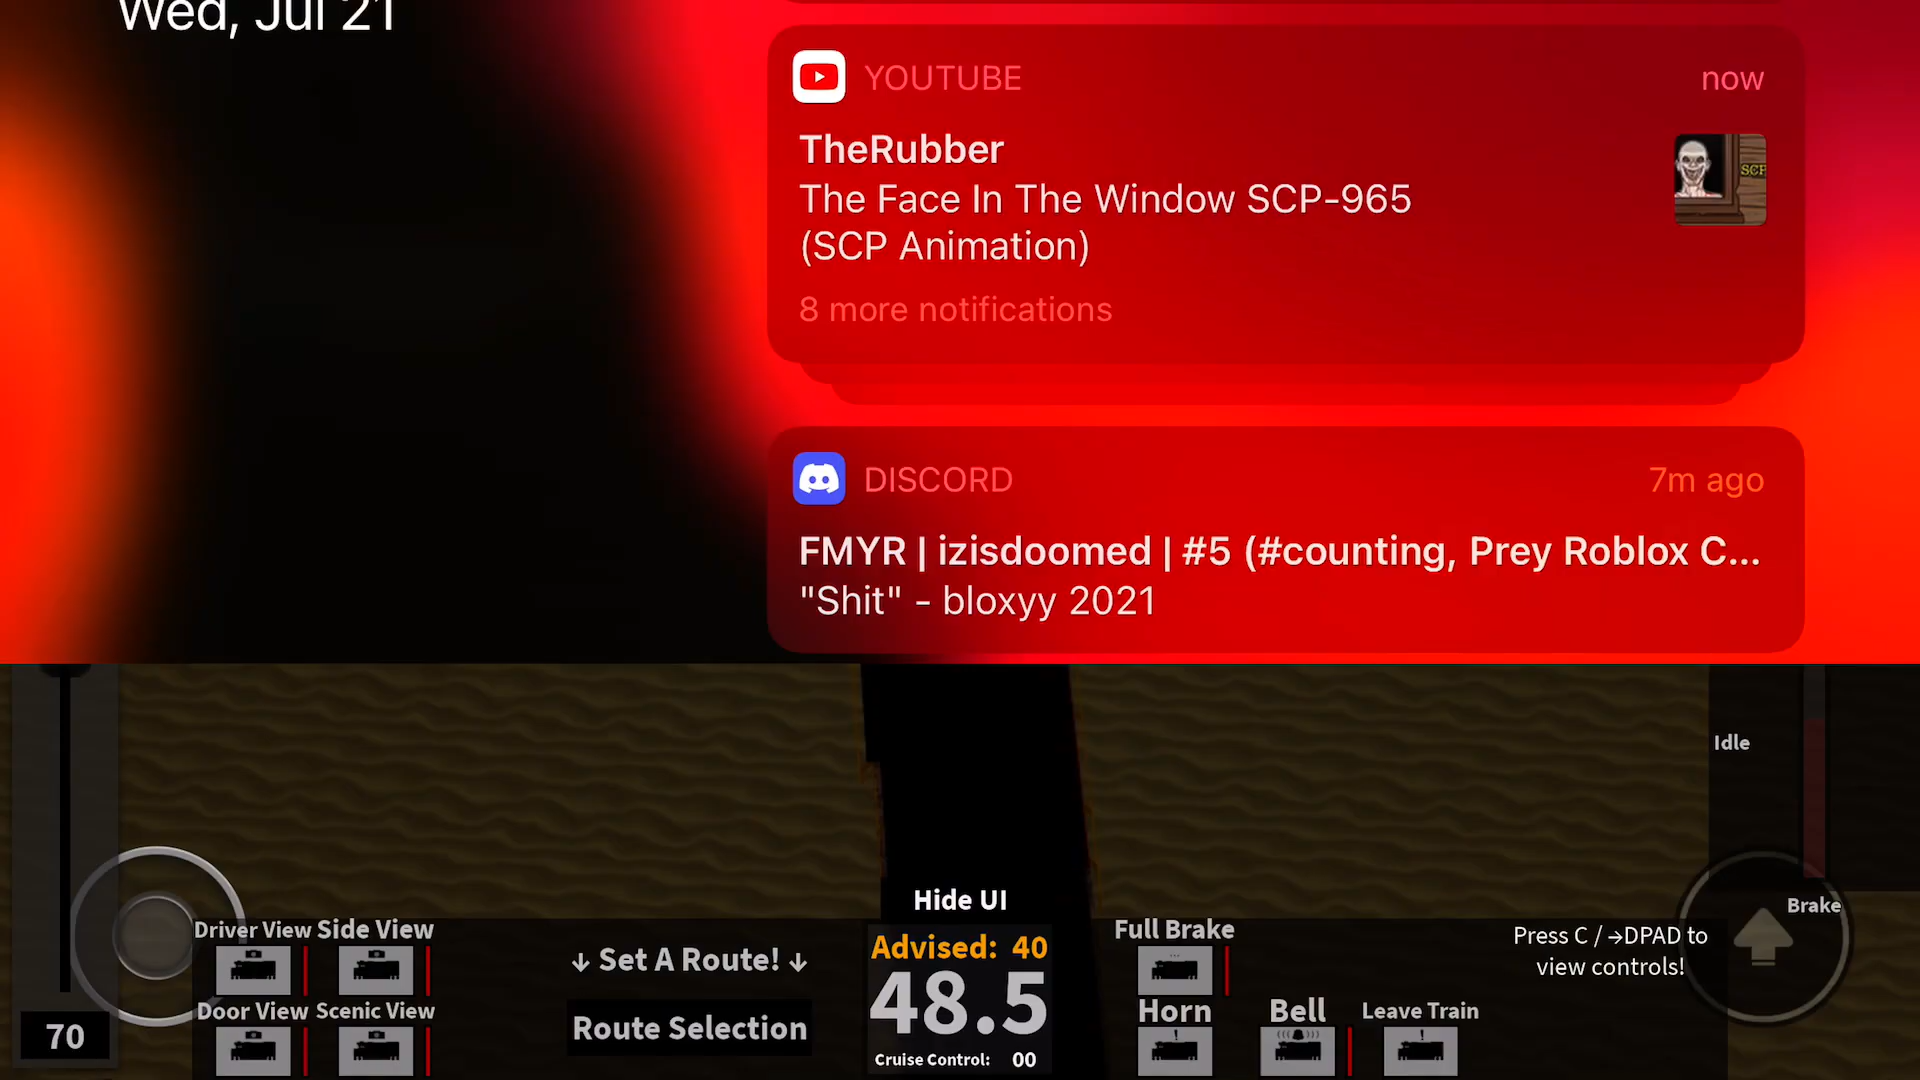 Wed, Jul 21
YOUTUBE
now
TheRubber
The Face In The Window SCP-965
(SCP Animation)
SCP
8 more notifications
DISCORD
7m ago
FMYR | izisdoomed | #5 (#counting, Prey Roblox C...
"Shit" - bloxyy 2021
Idle
Brake
Hide UI
Driver View
Side View
Door View
Scenic View
70
↓ Set A Route! ↓
Route Selection
Advised: 40
48.5
Cruise Control: 00
Full Brake
Horn
Bell
Leave Train
Press C / →DPAD to
view controls!